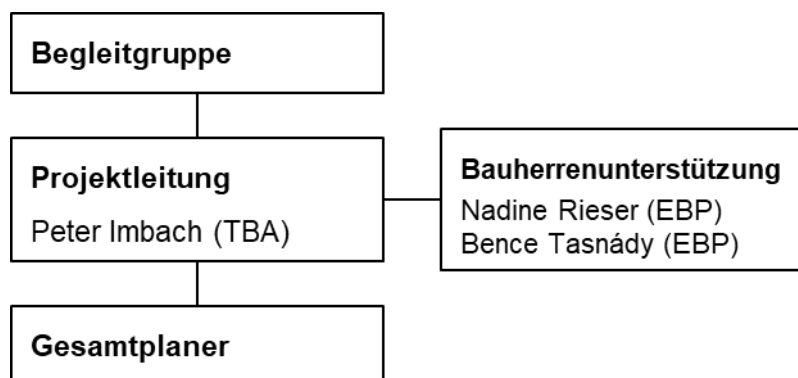 Begleitgruppe
Projektleitung
Peter Imbach (TBA)
Bauherrenunterstützung
Nadine Rieser (EBP)
Bence Tasnády (EBP)
Gesamtplaner